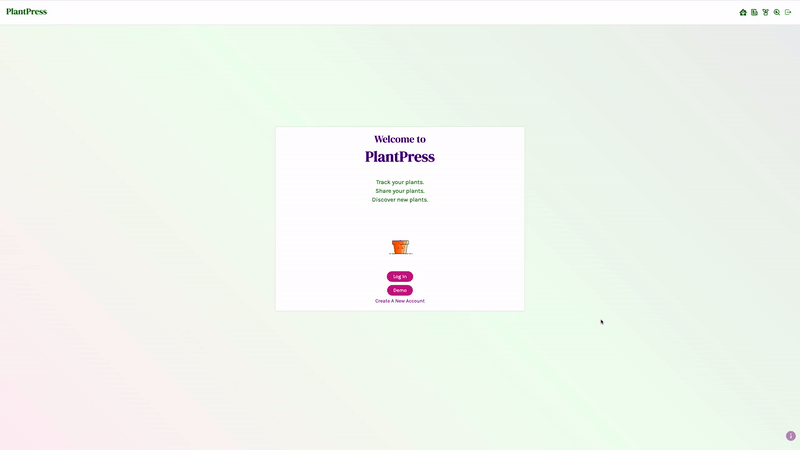 PlantPress
Welcome to
PlantPress
Track your plants.
Share your plants.
Discover new plants.
Log In
Demo
Create A New Account